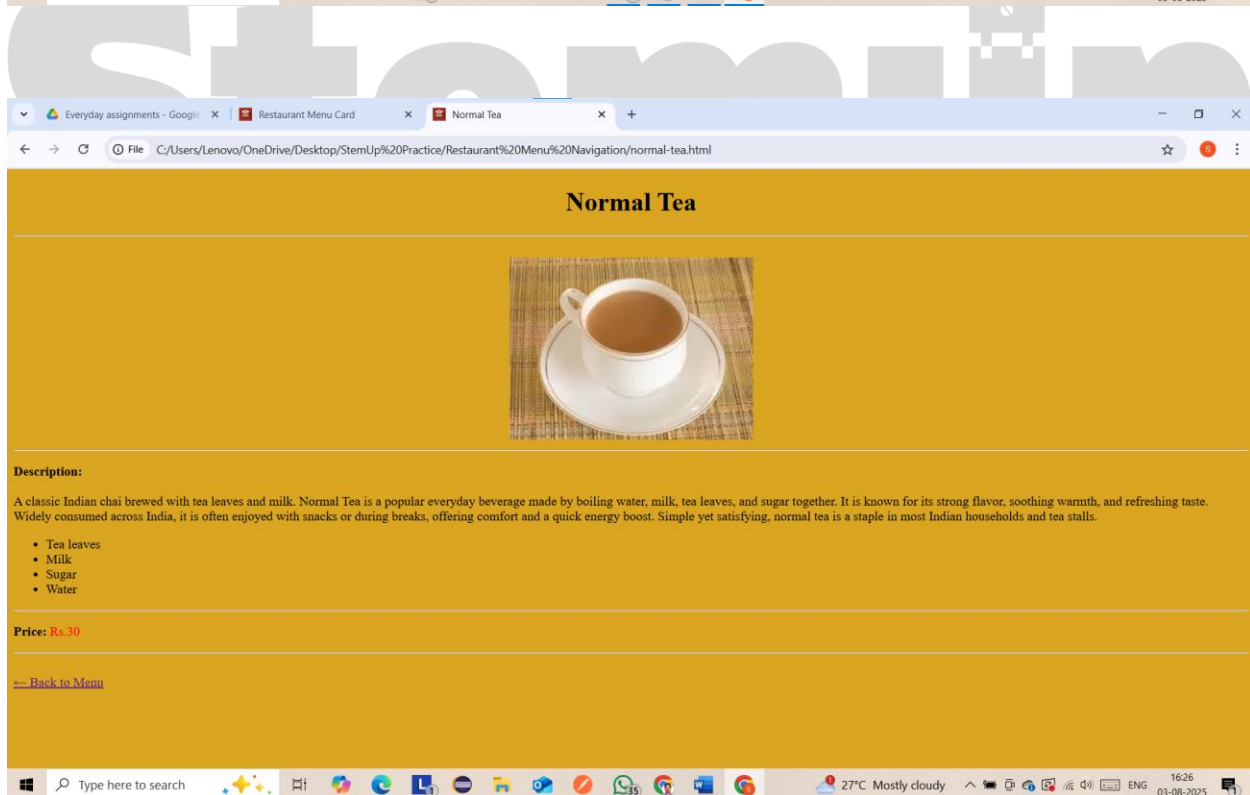 03-08-2025
StemUp
Everyday assignments - Google
Restaurant Menu Card
Normal Tea
File
C:/Users/Lenovo/OneDrive/Desktop/StemUp%20Practice/Restaurant%20Menu%20Navigation/normal-tea.html
S
Normal Tea
Description:
A classic Indian chai brewed with tea leaves and milk. Normal Tea is a popular everyday beverage made by boiling water, milk, tea leaves, and sugar together. It is known for its strong flavor, soothing warmth, and refreshing taste.
Widely consumed across India, it is often enjoyed with snacks or during breaks, offering comfort and a quick energy boost. Simple yet satisfying, normal tea is a staple in most Indian households and tea stalls.
• Tea leaves
• Milk
• Sugar
• Water
Price: Rs.30
← Back to Menu
Type here to search
35
27°C Mostly cloudy
ENG
16:26
03-08-2025